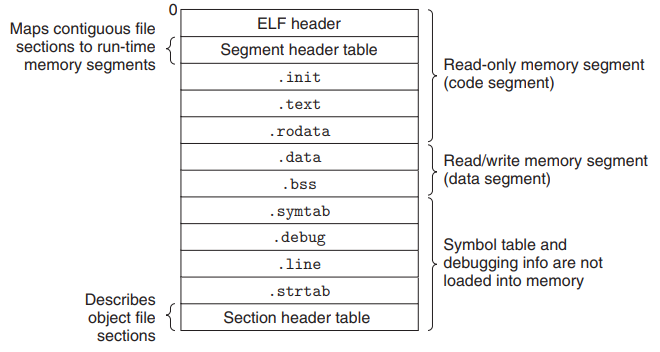 0
ELF header
Maps contiguous file
sections to run-time
memory segments
Segment header table
.init
.text
.rodata
Read-only memory segment
(code segment)
.data
.bss
Read/write memory segment
(data segment)
.symtab
.debug
.line
.strtab
Symbol table and
debugging info are not
loaded into memory
Describes
object file
sections
Section header table